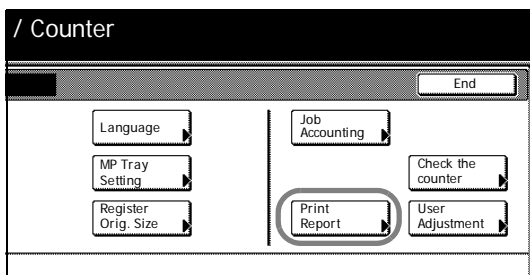 / Counter
End
Language
Job
Accounting
MP Tray
Setting
Check the
counter
Register
Orig. Size
Print
Report
User
Adjustment